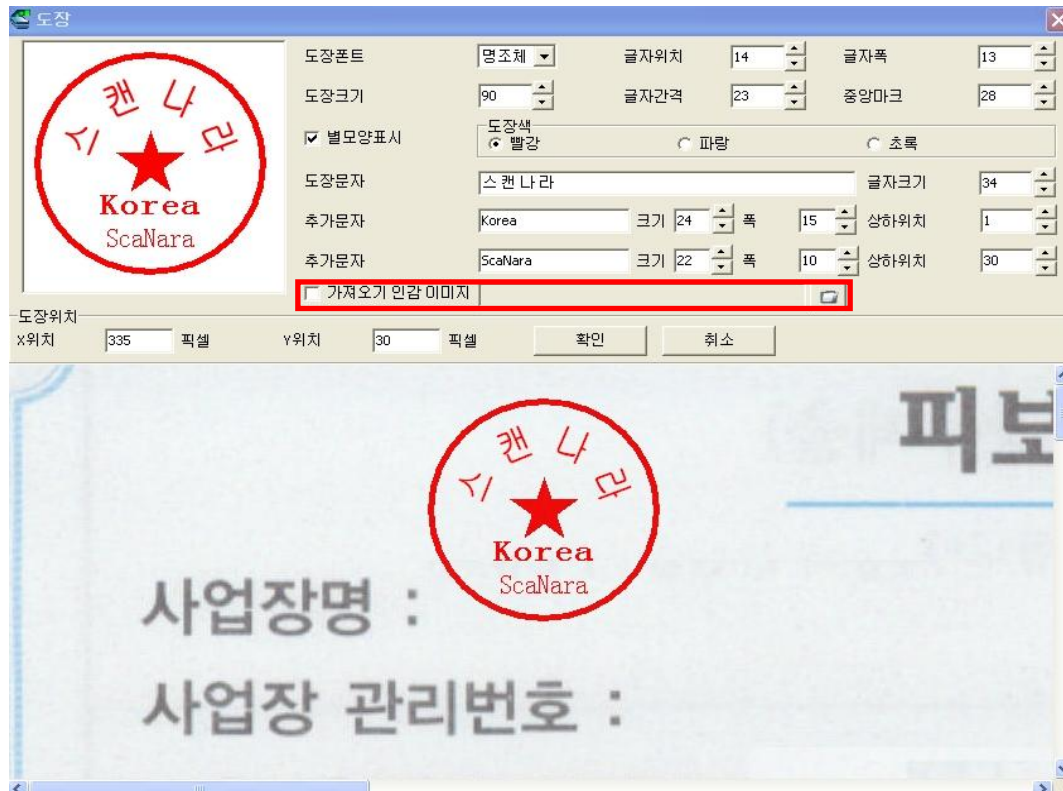 도장
스캔나라
Korea
ScaNara
도장폰트 명조체 글자위치 14 글자폭 13
도장크기 90 글자간격 23 중앙마크 28
별모양표시 도장색 빨강 파랑 초록
도장문자 스캔나라 글자크기 34
추가문자 Korea 크기 24 폭 15 상하위치 1
추가문자 ScaNara 크기 22 폭 10 상하위치 30
가져오기 인감 이미지
도장위치
X위치 335 픽셀 Y위치 30 픽셀 확인 취소
피보
스캔나라
Korea
ScaNara
사업장명 :
사업장 관리번호 :